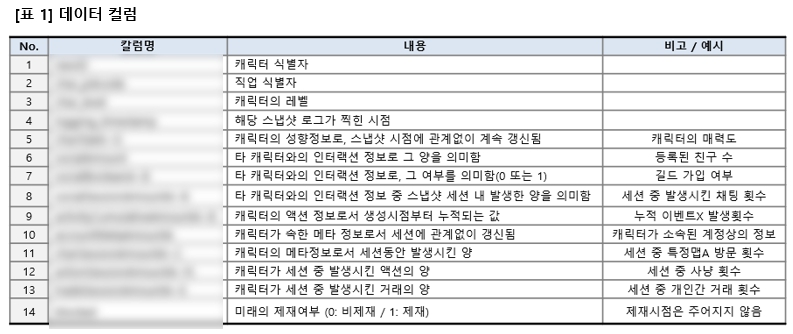 [표 1] 데이터 컬럼
No. 칼럼명 내용 비고 / 예시
1 캐릭터 식별자
2 직업 식별자
3 캐릭터의 레벨
4 해당 스냅샷 로그가 찍힌 시점
5 캐릭터의 성향정보로, 스냅샷 시점에 관계없이 계속 갱신됨 캐릭터의 매력도
6 타 캐릭터와의 인터랙션 정보로 그 양을 의미함 등록된 친구 수
7 타 캐릭터와의 인터랙션 정보로, 그 여부를 의미함(0 또는 1) 길드 가입 여부
8 타 캐릭터와의 인터랙션 정보 중 스냅샷 세션 내 발생한 양을 의미함 세션 중 발생시킨 채팅 횟수
9 캐릭터의 액션 정보로서 생성시점부터 누적되는 값 누적 이벤트X 발생횟수
10 캐릭터가 속한 메타 정보로서 세션에 관계없이 갱신됨 캐릭터가 소속된 계정상의 정보
11 캐릭터의 메타정보로서 세션동안 발생시킨 양 세션 중 특정맵A 방문 횟수
12 캐릭터가 세션 중 발생시킨 액션의 양 세션 중 사냥 횟수
13 캐릭터가 세션 중 발생시킨 거래의 양 세션 중 개인간 거래 횟수
14 미래의 제재여부 (0: 비제재 / 1: 제재) 제재시점은 주어지지 않음